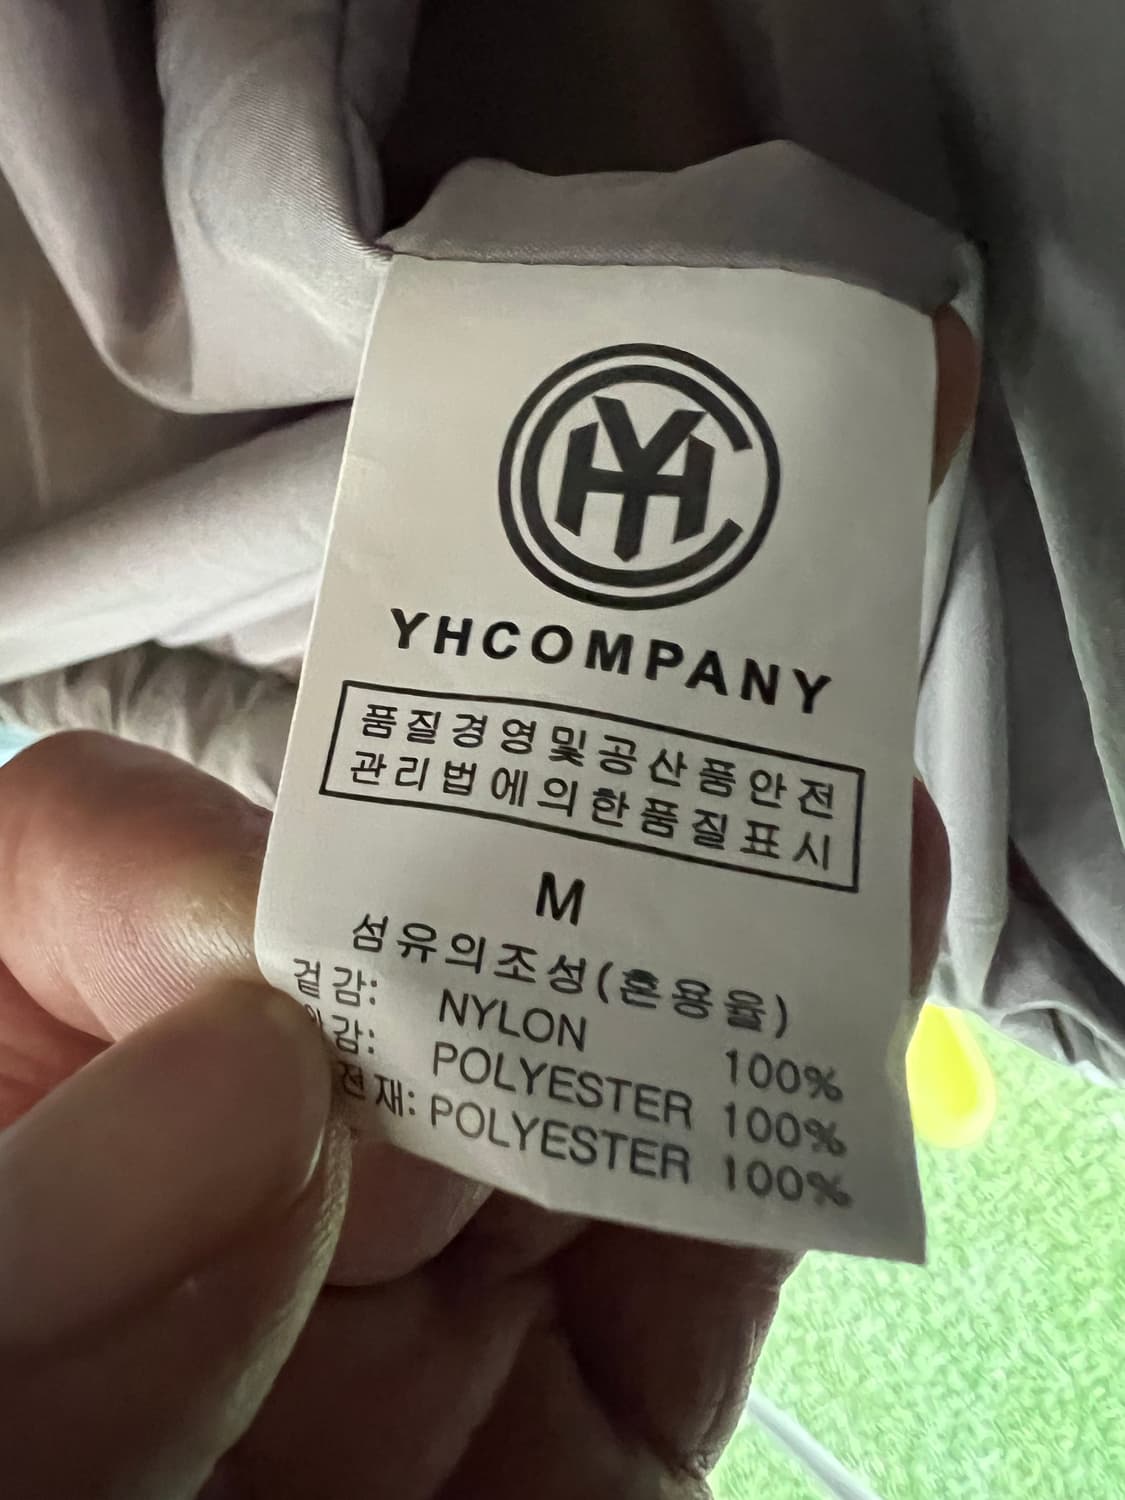 YHC
YHCOMPANY
품질경영및공산품안전
관리법에의한품질표시
M
섬유의조성(혼용율)
겉감: NYLON 100%
감: POLYESTER 100%
전재: POLYESTER 100%